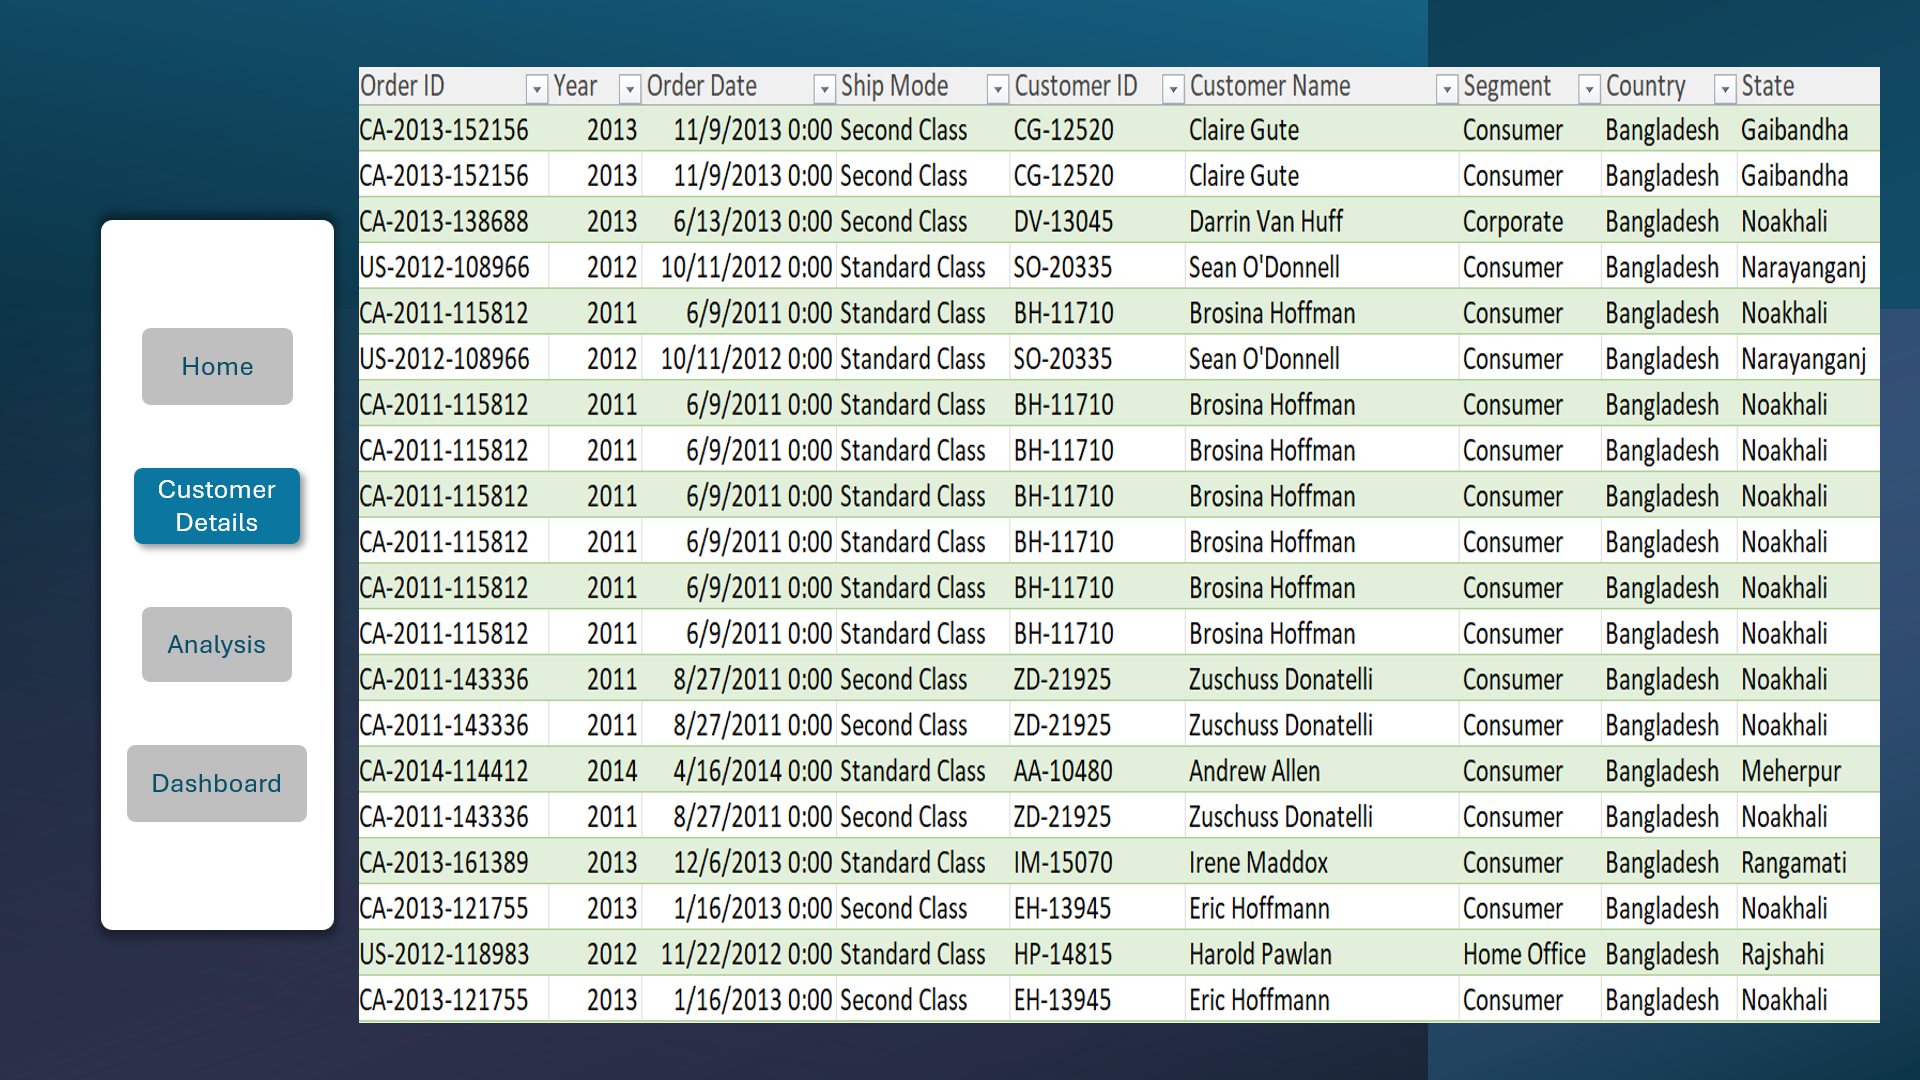 Home
Customer
Details
Analysis
Dashboard
Order ID Year Order Date Ship Mode Customer ID Customer Name Segment Country State
CA-2013-152156 2013 11/9/2013 0:00 Second Class CG-12520 Claire Gute Consumer Bangladesh Gaibandha
CA-2013-152156 2013 11/9/2013 0:00 Second Class CG-12520 Claire Gute Consumer Bangladesh Gaibandha
CA-2013-138688 2013 6/13/2013 0:00 Second Class DV-13045 Darrin Van Huff Corporate Bangladesh Noakhali
US-2012-108966 2012 10/11/2012 0:00 Standard Class SO-20335 Sean O'Donnell Consumer Bangladesh Narayanganj
CA-2011-115812 2011 6/9/2011 0:00 Standard Class BH-11710 Brosina Hoffman Consumer Bangladesh Noakhali
US-2012-108966 2012 10/11/2012 0:00 Standard Class SO-20335 Sean O'Donnell Consumer Bangladesh Narayanganj
CA-2011-115812 2011 6/9/2011 0:00 Standard Class BH-11710 Brosina Hoffman Consumer Bangladesh Noakhali
CA-2011-115812 2011 6/9/2011 0:00 Standard Class BH-11710 Brosina Hoffman Consumer Bangladesh Noakhali
CA-2011-115812 2011 6/9/2011 0:00 Standard Class BH-11710 Brosina Hoffman Consumer Bangladesh Noakhali
CA-2011-115812 2011 6/9/2011 0:00 Standard Class BH-11710 Brosina Hoffman Consumer Bangladesh Noakhali
CA-2011-115812 2011 6/9/2011 0:00 Standard Class BH-11710 Brosina Hoffman Consumer Bangladesh Noakhali
CA-2011-115812 2011 6/9/2011 0:00 Standard Class BH-11710 Brosina Hoffman Consumer Bangladesh Noakhali
CA-2011-143336 2011 8/27/2011 0:00 Second Class ZD-21925 Zuschuss Donatelli Consumer Bangladesh Noakhali
CA-2011-143336 2011 8/27/2011 0:00 Second Class ZD-21925 Zuschuss Donatelli Consumer Bangladesh Noakhali
CA-2014-114412 2014 4/16/2014 0:00 Standard Class AA-10480 Andrew Allen Consumer Bangladesh Meherpur
CA-2011-143336 2011 8/27/2011 0:00 Second Class ZD-21925 Zuschuss Donatelli Consumer Bangladesh Noakhali
CA-2013-161389 2013 12/6/2013 0:00 Standard Class IM-15070 Irene Maddox Consumer Bangladesh Rangamati
CA-2013-121755 2013 1/16/2013 0:00 Second Class EH-13945 Eric Hoffmann Consumer Bangladesh Noakhali
US-2012-118983 2012 11/22/2012 0:00 Standard Class HP-14815 Harold Pawlan Home Office Bangladesh Rajshahi
CA-2013-121755 2013 1/16/2013 0:00 Second Class EH-13945 Eric Hoffmann Consumer Bangladesh Noakhali